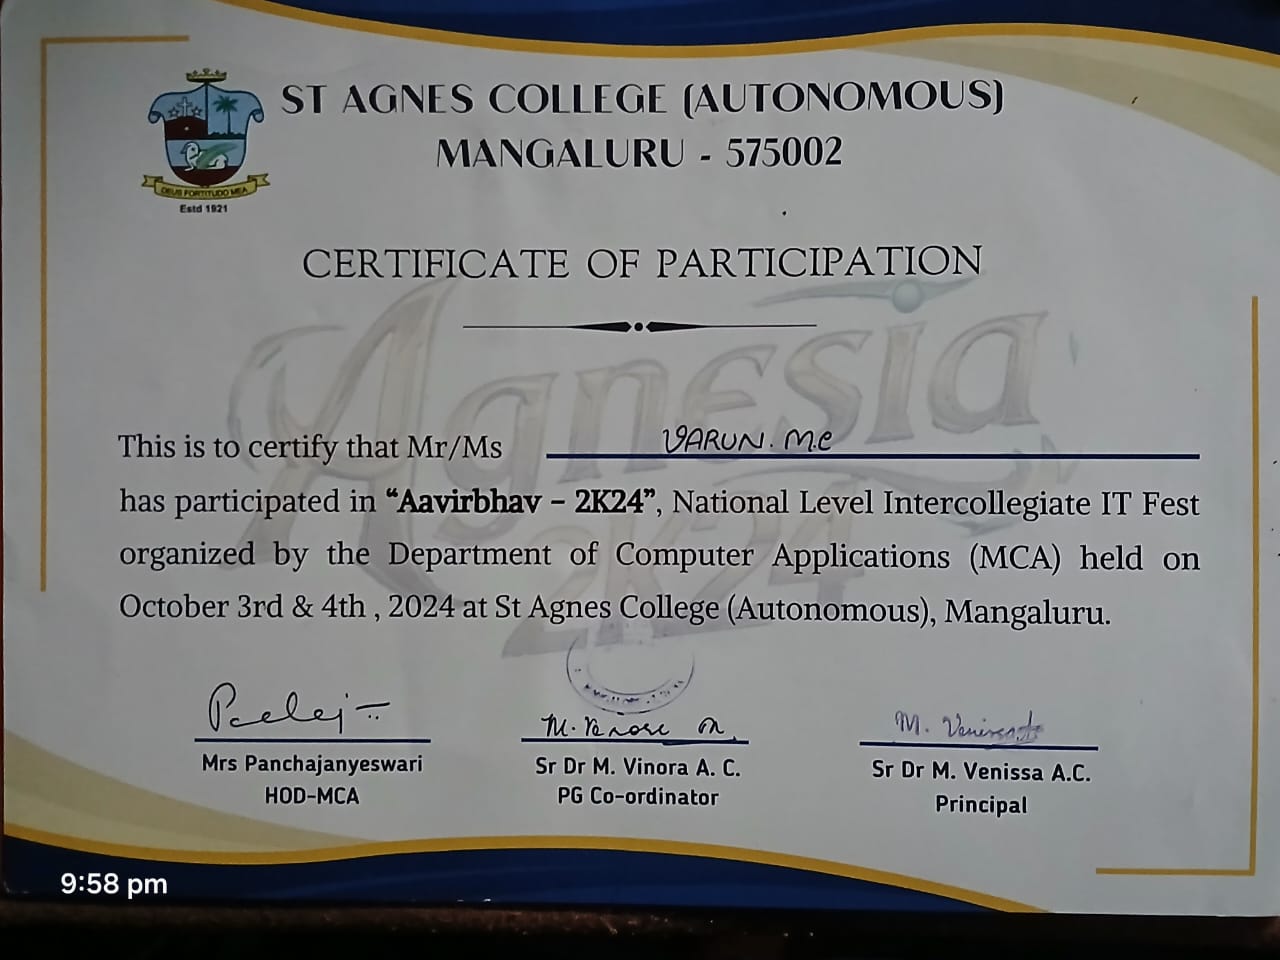 ST AGNES COLLEGE (AUTONOMOUS)
MANGALURU - 575002
DEUS FORTITUDO MEA
Estd 1921
CERTIFICATE OF PARTICIPATION
Agnesia
2K24
This is to certify that Mr/Ms VARUN. M.C
has participated in “Aavirbhav – 2K24”, National Level Intercollegiate IT Fest
organized by the Department of Computer Applications (MCA) held on
October 3rd & 4th , 2024 at St Agnes College (Autonomous), Mangaluru.
M. Venissa
Mrs Panchajanyeswari
HOD-MCA
Sr Dr M. Vinora A. C.
PG Co-ordinator
Sr Dr M. Venissa A.C.
Principal
9:58 pm